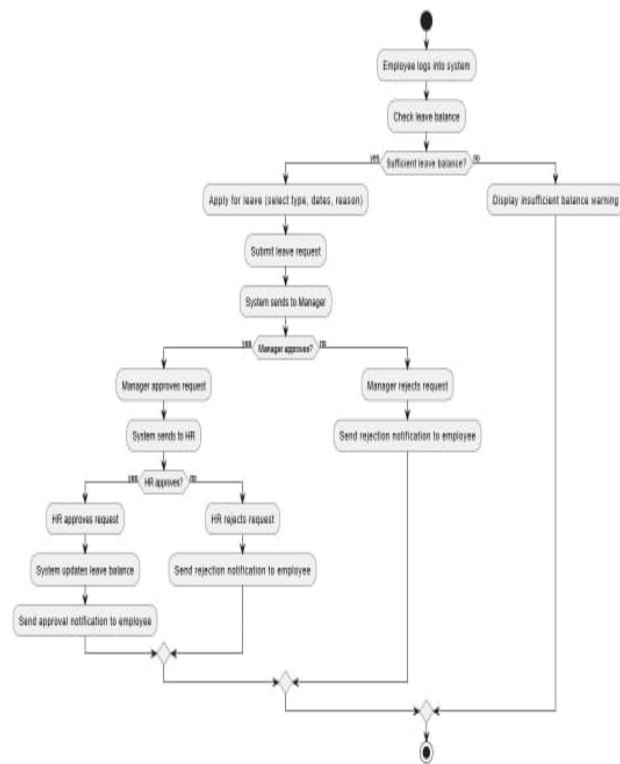 Employee logs into system
Check leave balance
yes
Sufficient leave balance?
no
Apply for leave (select type, dates, reason)
Display insufficient balance warning
Submit leave request
System sends to Manager
yes
Manager approves?
no
Manager approves request
Manager rejects request
System sends to HR
Send rejection notification to employee
yes
HR approves?
no
HR approves request
HR rejects request
System updates leave balance
Send rejection notification to employee
Send approval notification to employee